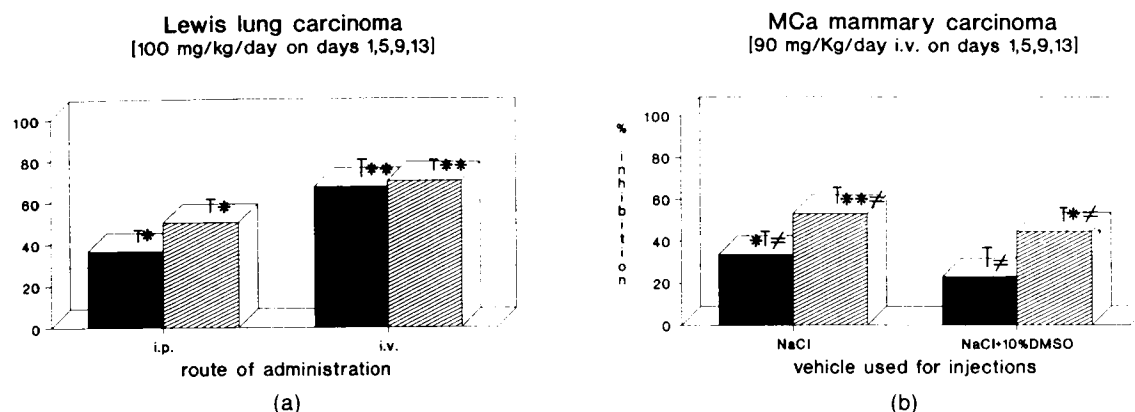 Lewis lung carcinoma
[100 mg/kg/day on days 1,5,9,13]
100
80
60
40
20
0
T*
T*
T**
T**
i.p.
i.v.
route of administration
(a)
MCa mammary carcinoma
[90 mg/Kg/day i.v. on days 1,5,9,13]
% inhibition
100
80
60
40
20
0
*T≠
T**≠
T≠
T*≠
NaCl
NaCl+10%DMSO
vehicle used for injections
(b)